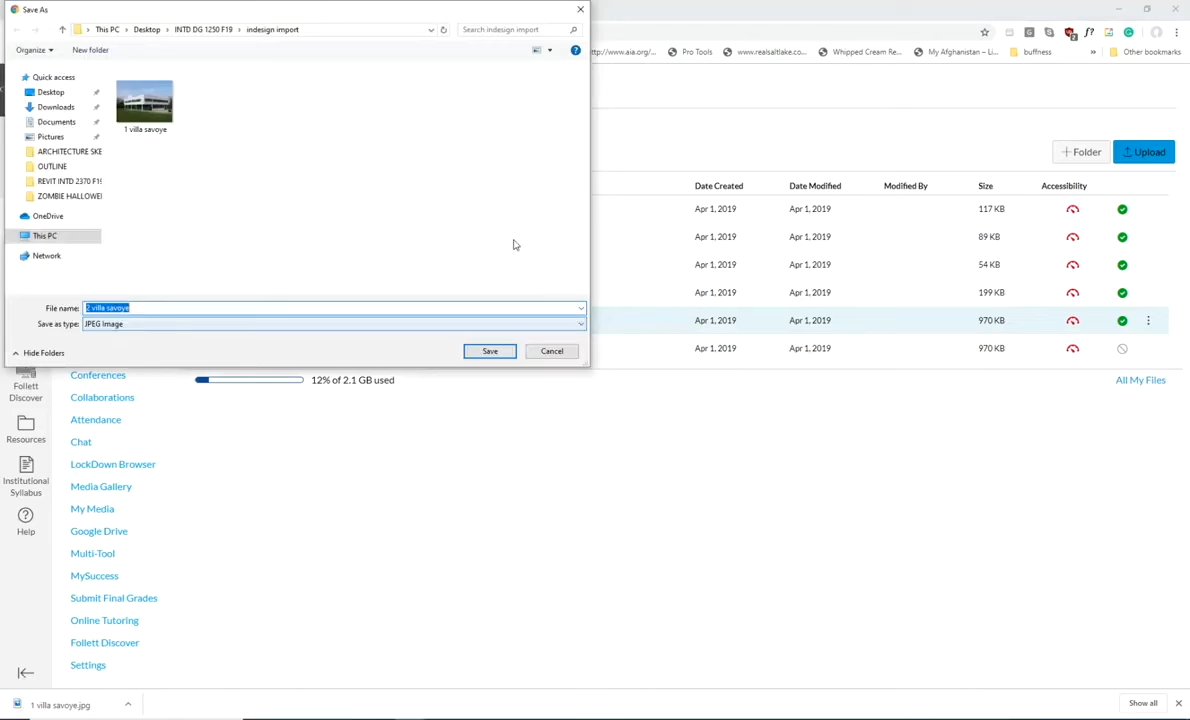 Save As
This PC > Desktop > INTD DG 1250 F19 > indesign import
Search indesign import
Organize
New folder
http://www.aia.org/...
Pro Tools
www.realsaltlake.co...
Whipped Cream Re...
My Afghanistan – Li...
buffness
»
Other bookmarks
Quick access
Desktop
Downloads
Documents
Pictures
ARCHITECTURE SKE
OUTLINE
REVIT INTD 2370 F19
ZOMBIE HALLOWEI
OneDrive
This PC
Network
1 villa savoye
File name: 2 villa savoye
Save as type: JPEG Image
Hide Folders
Save
Cancel
+ Folder
Upload
Date Created Date Modified Modified By Size Accessibility
Apr 1, 2019 Apr 1, 2019 117 KB
Apr 1, 2019 Apr 1, 2019 89 KB
Apr 1, 2019 Apr 1, 2019 54 KB
Apr 1, 2019 Apr 1, 2019 199 KB
Apr 1, 2019 Apr 1, 2019 970 KB
Apr 1, 2019 Apr 1, 2019 970 KB
12% of 2.1 GB used
All My Files
Follett
Discover
Resources
Institutional
Syllabus
Help
Conferences
Collaborations
Attendance
Chat
LockDown Browser
Media Gallery
My Media
Google Drive
Multi-Tool
MySuccess
Submit Final Grades
Online Tutoring
Follett Discover
Settings
1 villa savoye.jpg
Show all